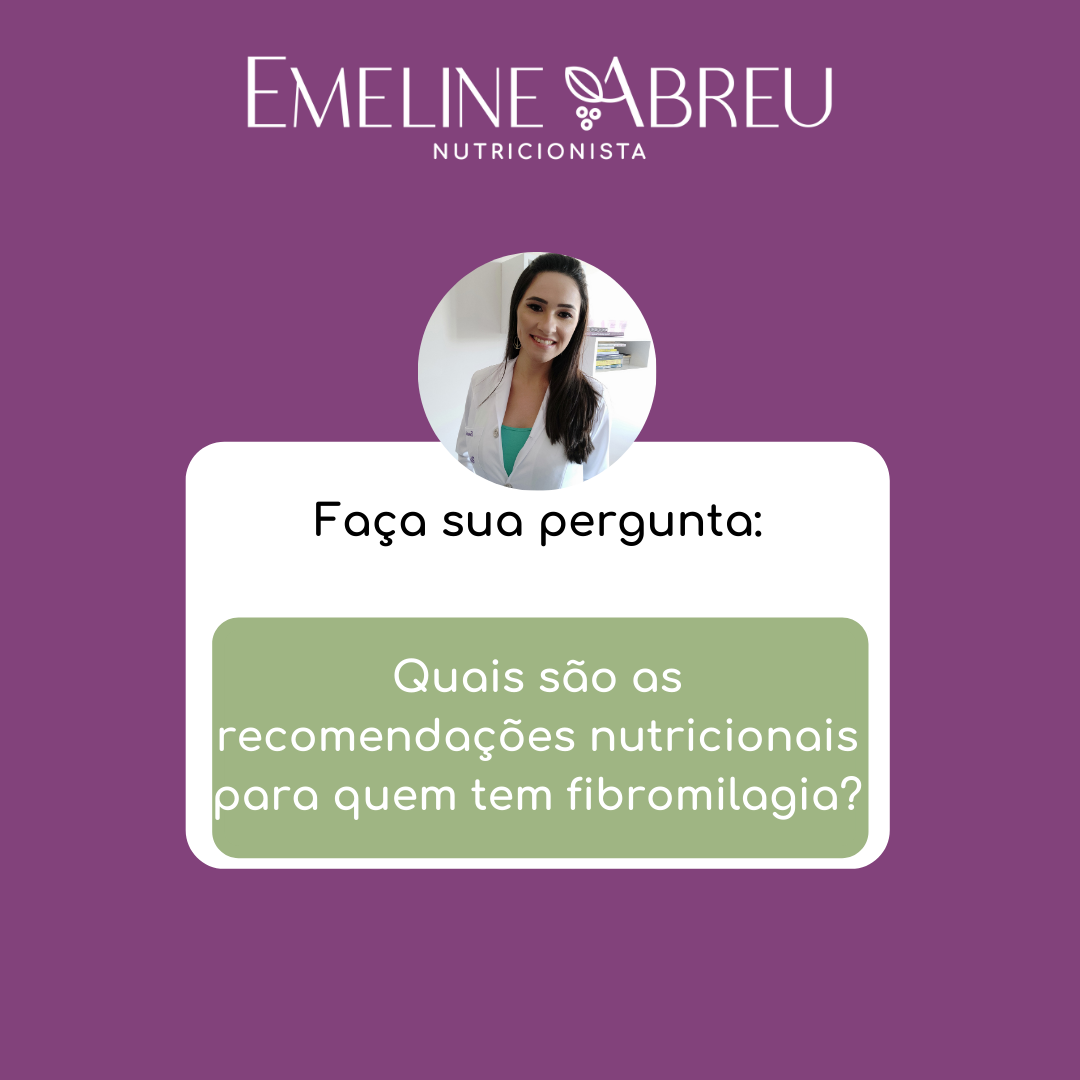 EMELINE ABREU
NUTRICIONISTA
Faça sua pergunta:
Quais são as
recomendações nutricionais
para quem tem fibromilagia?